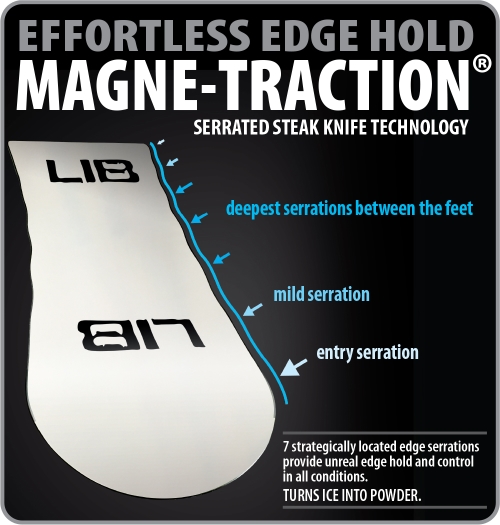 EFFORTLESS EDGE HOLD
MAGNE-TRACTION®
SERRATED STEAK KNIFE TECHNOLOGY
LIB
deepest serrations between the feet
mild serration
LIB
entry serration
7 strategically located edge serrations
provide unreal edge hold and control
in all conditions.
TURNS ICE INTO POWDER.